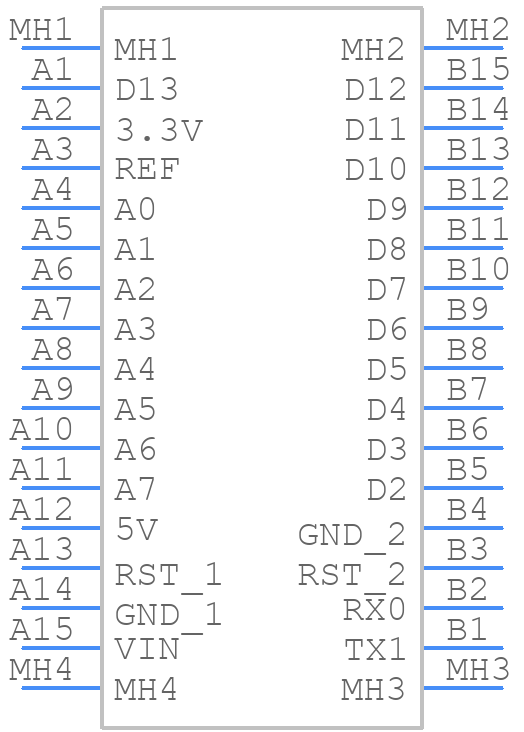 MH1 MH1 MH2 MH2
A1 D13 D12 B15
A2 3.3V D11 B14
A3 REF D10 B13
A4 A0 D9 B12
A5 A1 D8 B11
A6 A2 D7 B10
A7 A3 D6 B9
A8 A4 D5 B8
A9 A5 D4 B7
A10 A6 D3 B6
A11 A7 D2 B5
A12 5V GND_2 B4
A13 RST_1 RST_2 B3
A14 GND_1 RX0 B2
A15 VIN TX1 B1
MH4 MH4 MH3 MH3